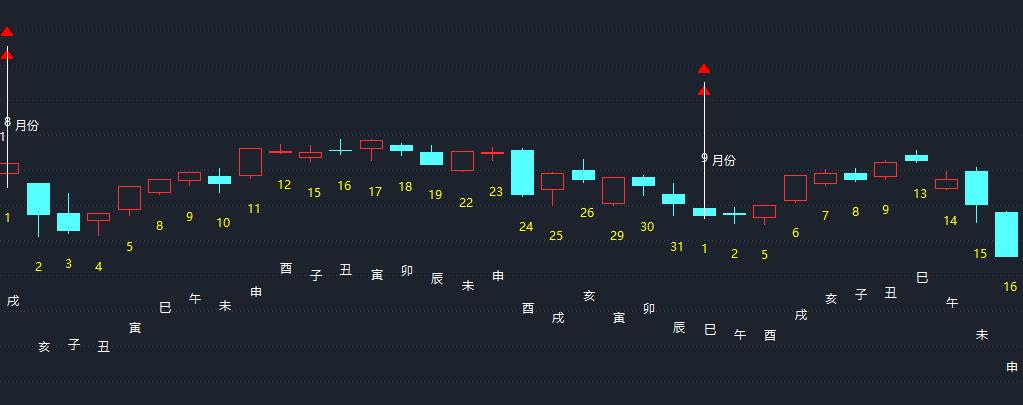 8 月份
1
9 月份
1
2
3
4
5
8
9
10
11
12
15
16
17
18
19
22
23
24
25
26
29
30
31
1
2
5
6
7
8
9
13
14
15
16
戌
亥
子
丑
寅
巳
午
未
申
酉
子
丑
寅
卯
辰
未
申
酉
戌
亥
寅
卯
辰
巳
午
酉
戌
亥
子
丑
巳
午
未
申